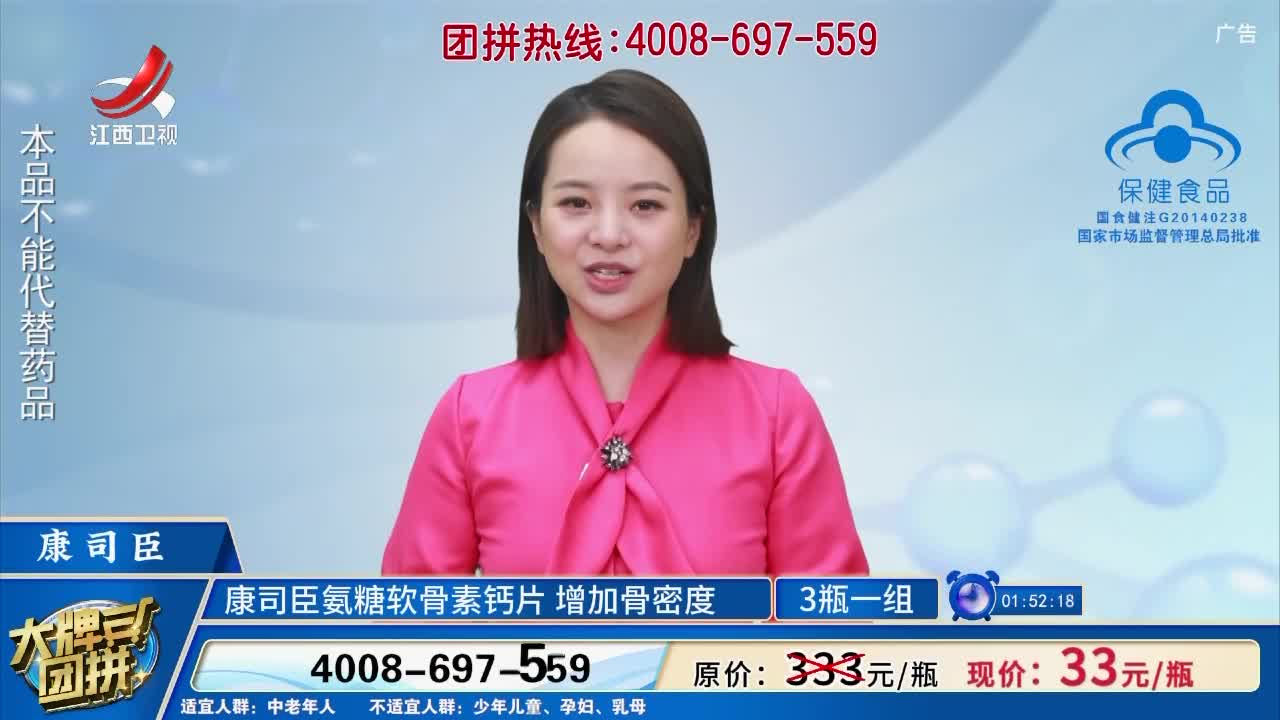 团拼热线:4008-697-559
广告
江西卫视
本品不能代替药品
保健食品
国食健注G20140238
国家市场监督管理总局批准
康司臣
康司臣氨糖软骨素钙片 增加骨密度
3瓶一组
01:52:18
大牌亨!
团拼
4008-697-559
原价：333元/瓶
现价：33元/瓶
适宜人群：中老年人 不适宜人群：少年儿童、孕妇、乳母